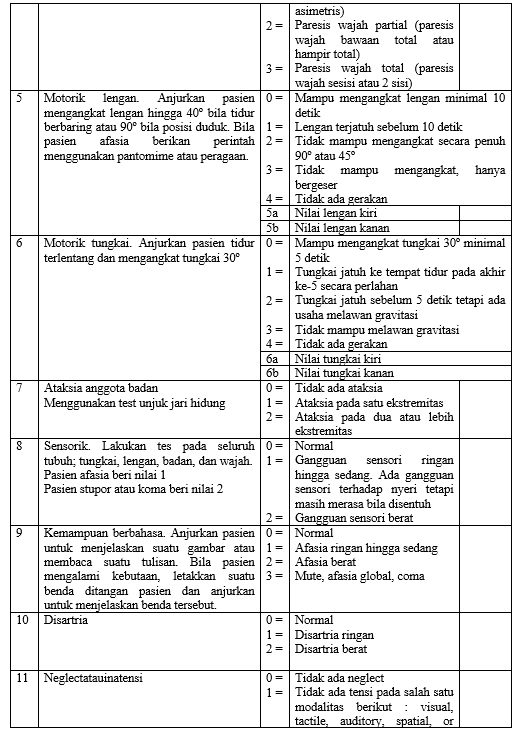 asimetris)
2 = Paresis wajah partial (paresis
wajah bawaan total atau
hampir total)
3 = Paresis wajah total (paresis
wajah sesisi atau 2 sisi)
5 Motorik lengan. Anjurkan pasien
mengangkat lengan hingga 40º bila tidur
berbaring atau 90º bila posisi duduk. Bila
pasien afasia berikan perintah
menggunakan pantomime atau peragaan.
0 = Mampu mengangkat lengan minimal 10
detik
1 = Lengan terjatuh sebelum 10 detik
2 = Tidak mampu mengangkat secara penuh
90º atau 45º
3 = Tidak mampu mengangkat, hanya
bergeser
4 = Tidak ada gerakan
5a Nilai lengan kiri
5b Nilai lengan kanan
6 Motorik tungkai. Anjurkan pasien tidur
terlentang dan mengangkat tungkai 30º
0 = Mampu mengangkat tungkai 30º minimal
5 detik
1 = Tungkai jatuh ke tempat tidur pada akhir
ke-5 secara perlahan
2 = Tungkai jatuh sebelum 5 detik tetapi ada
usaha melawan gravitasi
3 = Tidak mampu melawan gravitasi
4 = Tidak ada gerakan
6a Nilai tungkai kiri
6b Nilai tungkai kanan
7 Ataksia anggota badan
Menggunakan test unjuk jari hidung
0 = Tidak ada ataksia
1 = Ataksia pada satu ekstremitas
2 = Ataksia pada dua atau lebih
ekstremitas
8 Sensorik. Lakukan tes pada seluruh
tubuh; tungkai, lengan, badan, dan wajah.
Pasien afasia beri nilai 1
Pasien stupor atau koma beri nilai 2
0 = Normal
1 = Gangguan sensori ringan
hingga sedang. Ada gangguan
sensori terhadap nyeri tetapi
masih merasa bila disentuh
2 = Gangguan sensori berat
9 Kemampuan berbahasa. Anjurkan pasien
untuk menjelaskan suatu gambar atau
membaca suatu tulisan. Bila pasien
mengalami kebutaan, letakkan suatu
benda ditangan pasien dan anjurkan
untuk menjelaskan benda tersebut.
0 = Normal
1 = Afasia ringan hingga sedang
2 = Afasia berat
3 = Mute, afasia global, coma
10 Disartria
0 = Normal
1 = Disartria ringan
2 = Disartria berat
11 Neglectatauinatensi
0 = Tidak ada neglect
1 = Tidak ada tensi pada salah satu
modalitas berikut : visual,
tactile, auditory, spatial, or